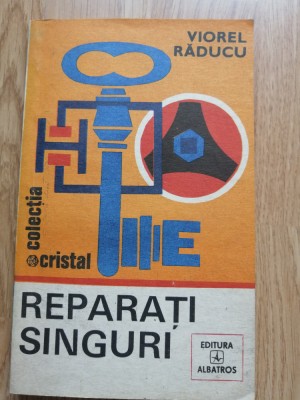 VIOREL
RĂDUCU
colecția
cristal
REPARAȚI
SINGURI
EDITURA
ALBATROS